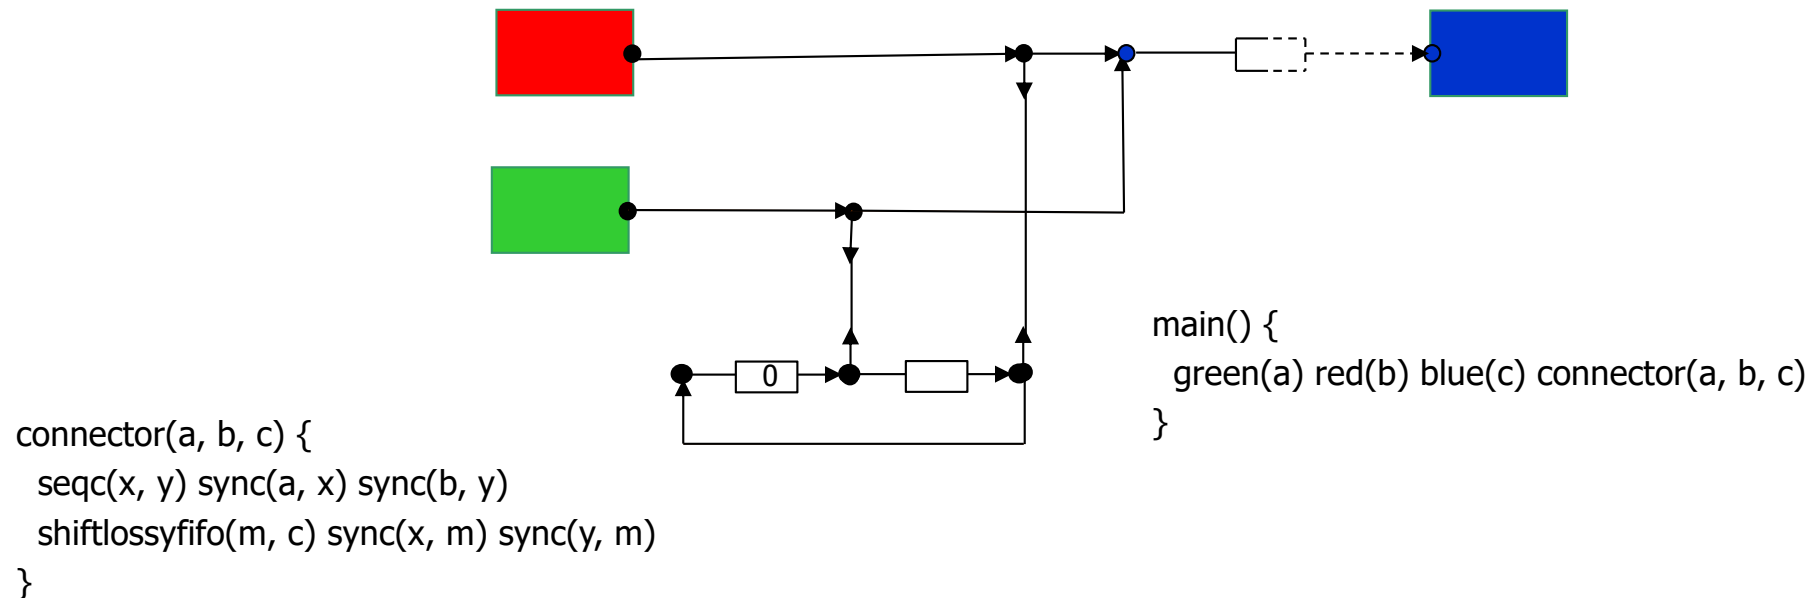 0
main() {
green(a) red(b) blue(c) connector(a, b, c)
}
connector(a, b, c) {
seqc(x, y) sync(a, x) sync(b, y)
shiftlossyfifo(m, c) sync(x, m) sync(y, m)
}